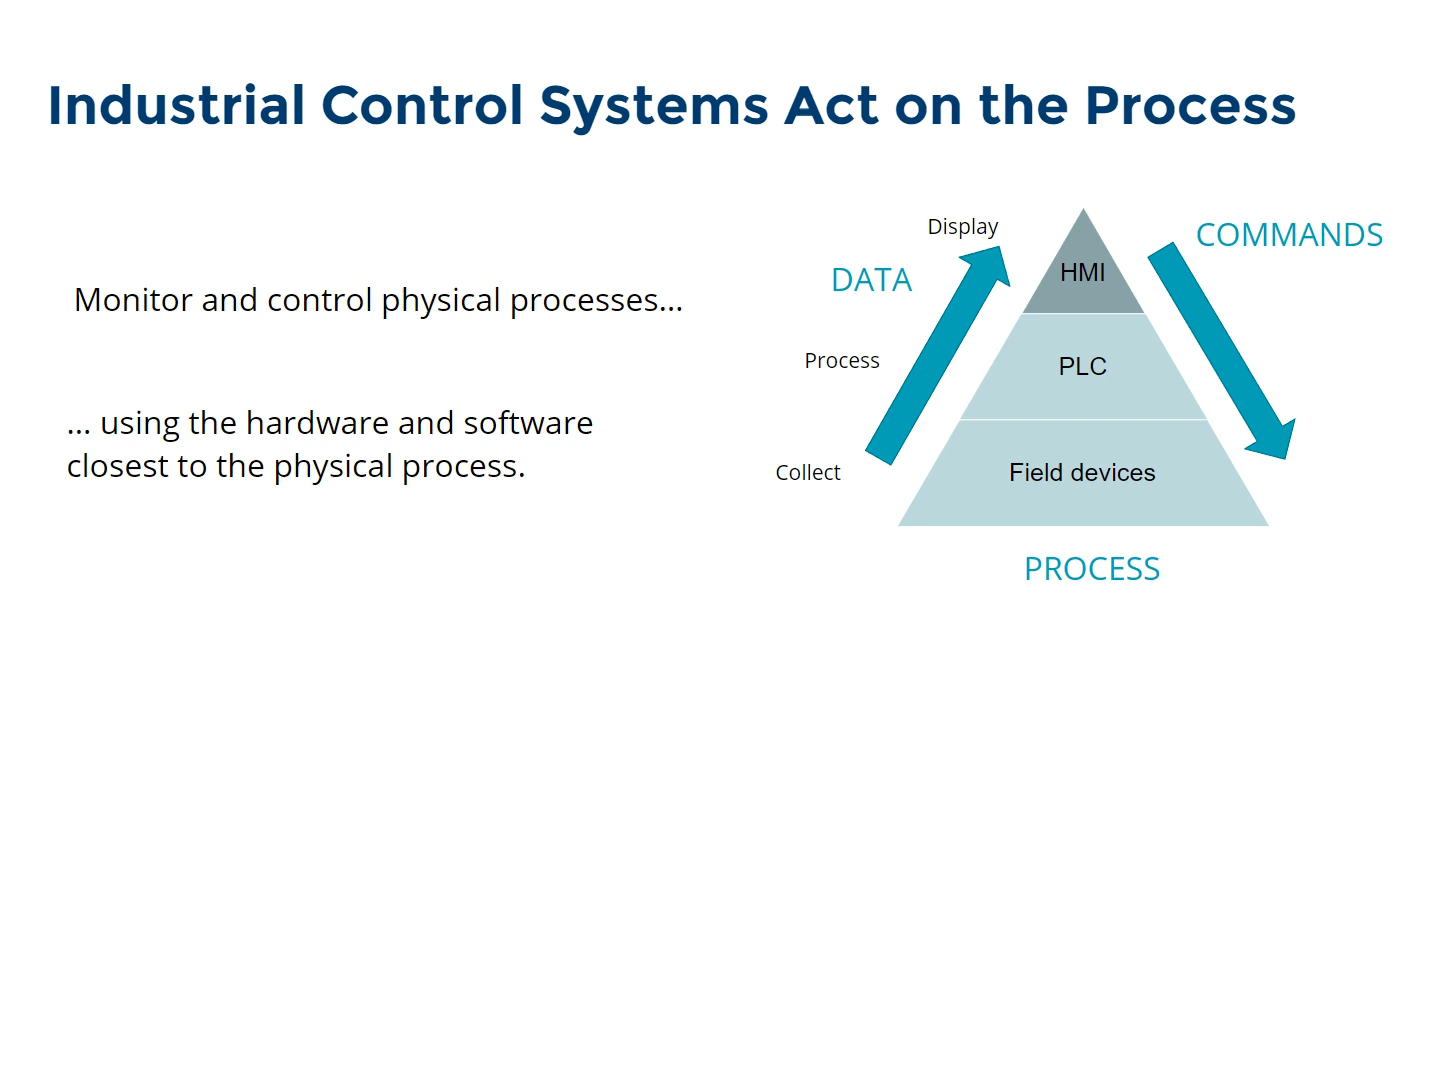 Industrial Control Systems Act on the Process
Monitor and control physical processes...
... using the hardware and software
closest to the physical process.
Display
COMMANDS
DATA
HMI
Process
PLC
Collect
Field devices
PROCESS